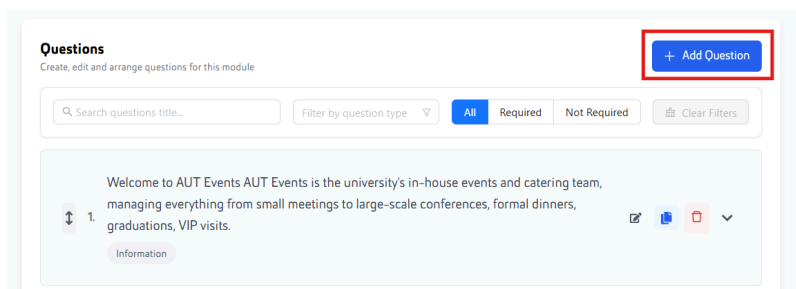 Questions
Create, edit and arrange questions for this module
+ Add Question
Search questions title...
Filter by question type
All
Required
Not Required
Clear Filters
1.
Welcome to AUT Events AUT Events is the university's in-house events and catering team,
managing everything from small meetings to large-scale conferences, formal dinners,
graduations, VIP visits.
Information